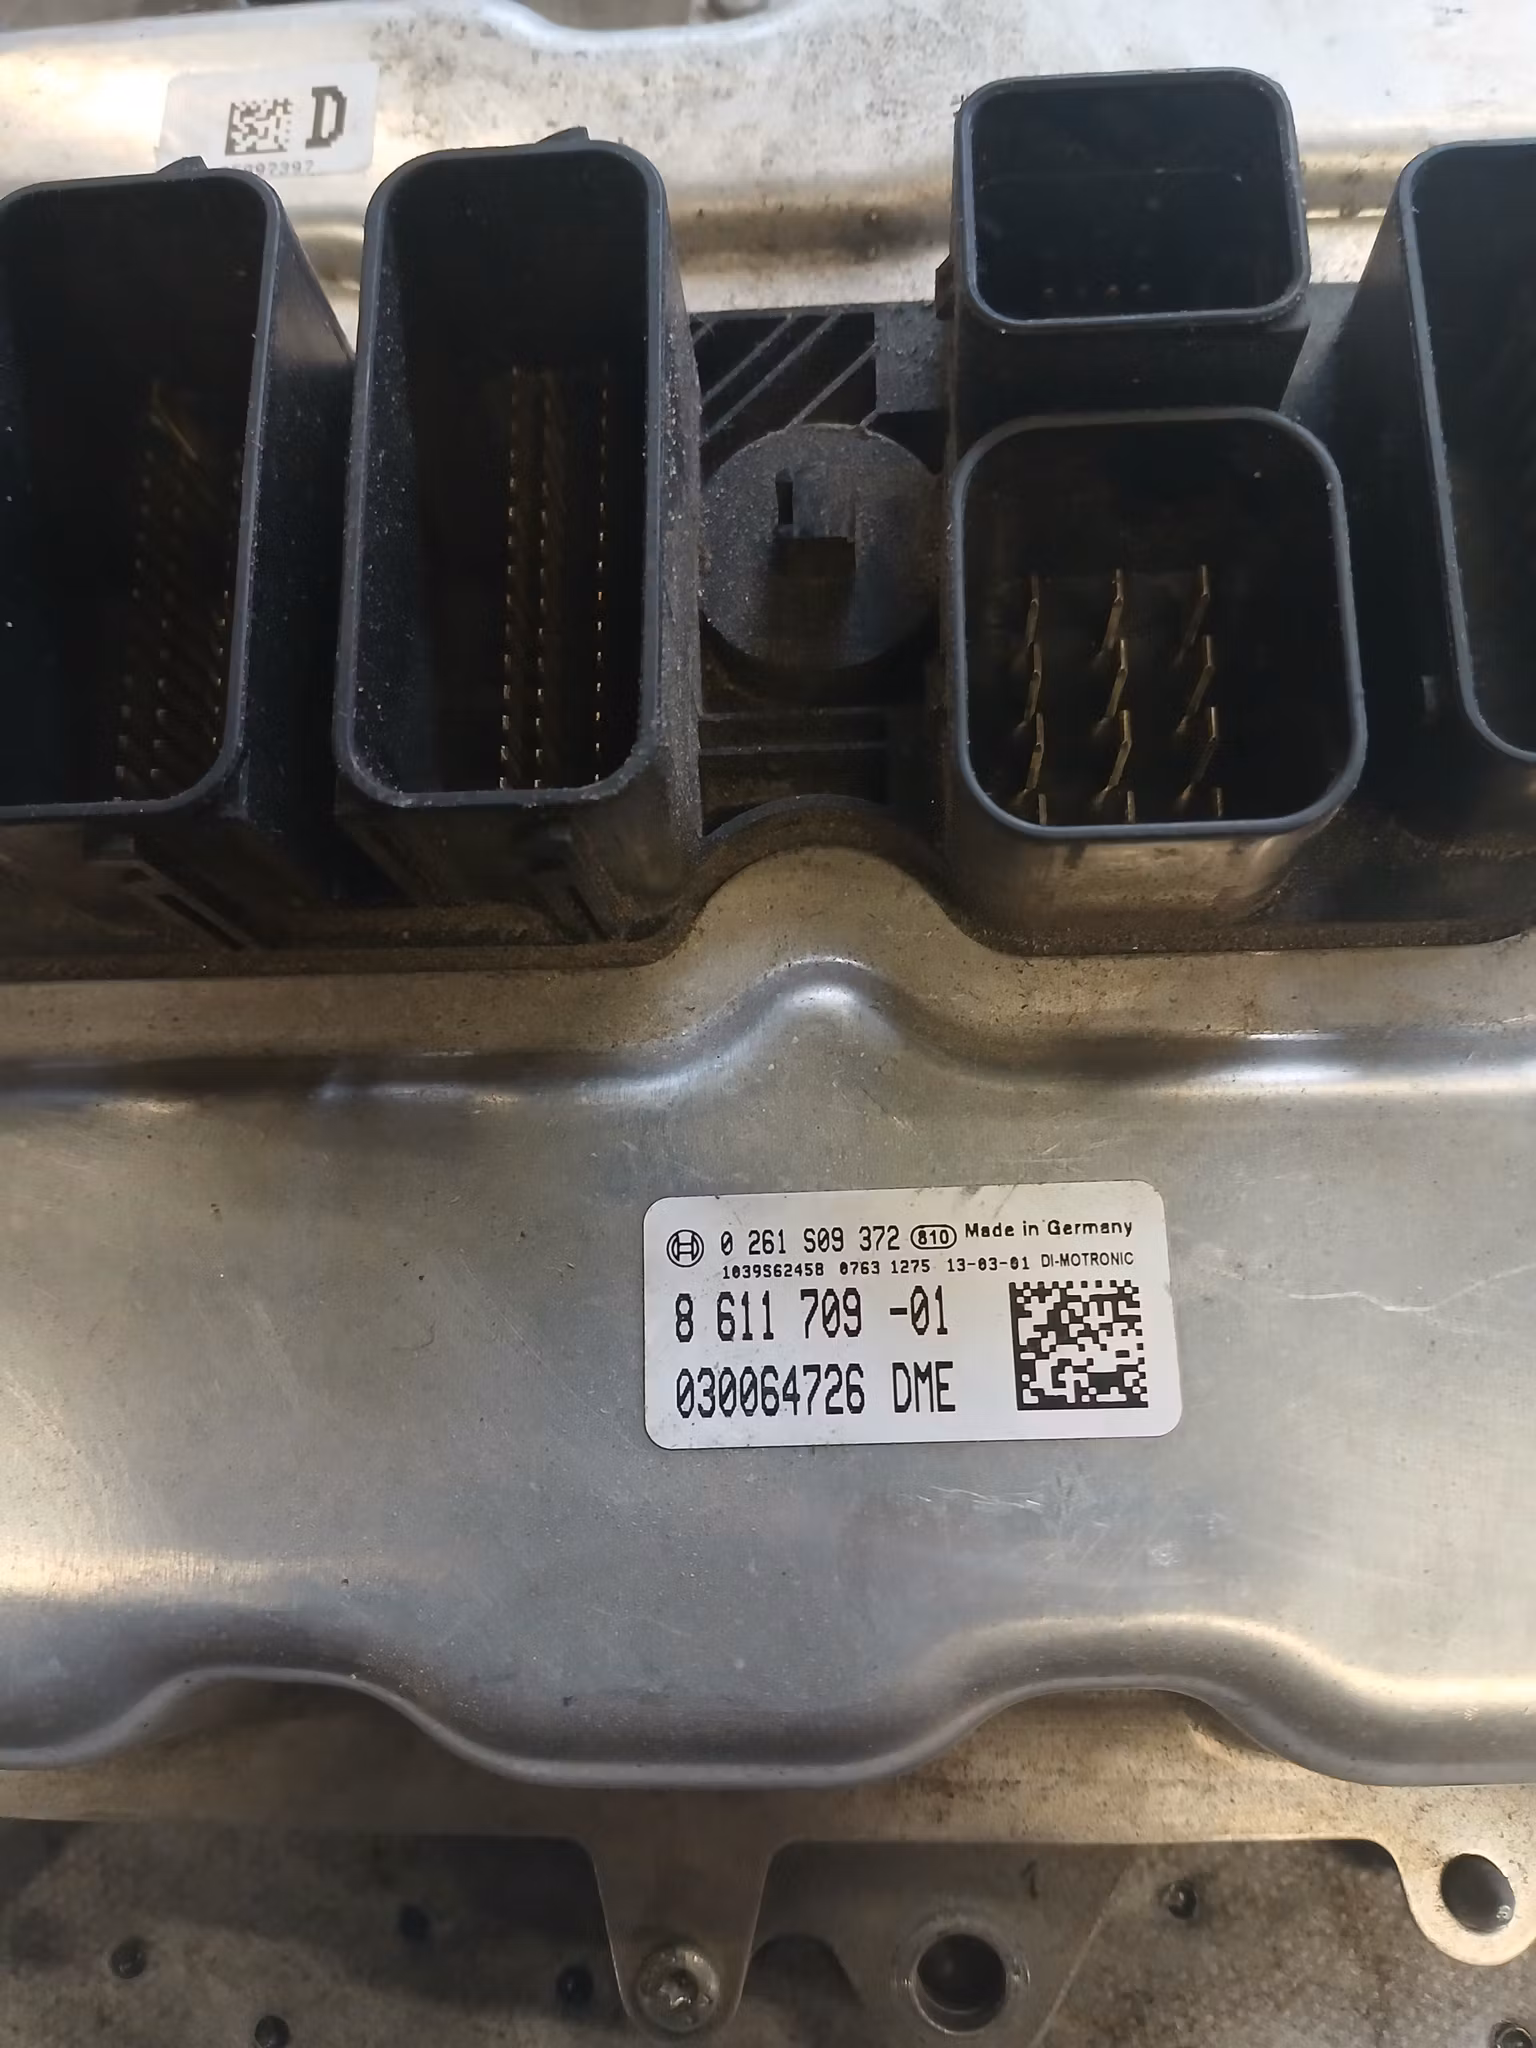 D
0 261 S09 372 810 Made in Germany
1039S62458 0763 1275 13-03-01 DI-MOTRONIC
8 611 709 -01
030064726 DME